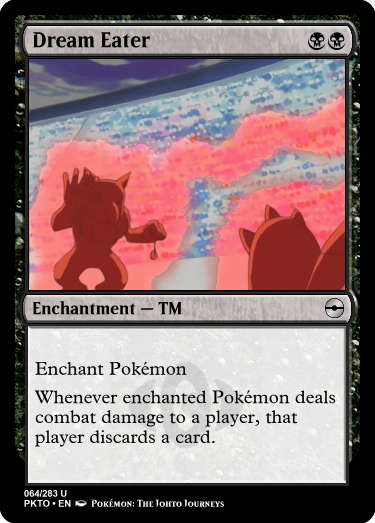 Dream Eater
Enchantment — TM
Enchant Pokémon
Whenever enchanted Pokémon deals
combat damage to a player, that
player discards a card.
064/283 U
PKTO • EN Pokémon: The Johto Journeys